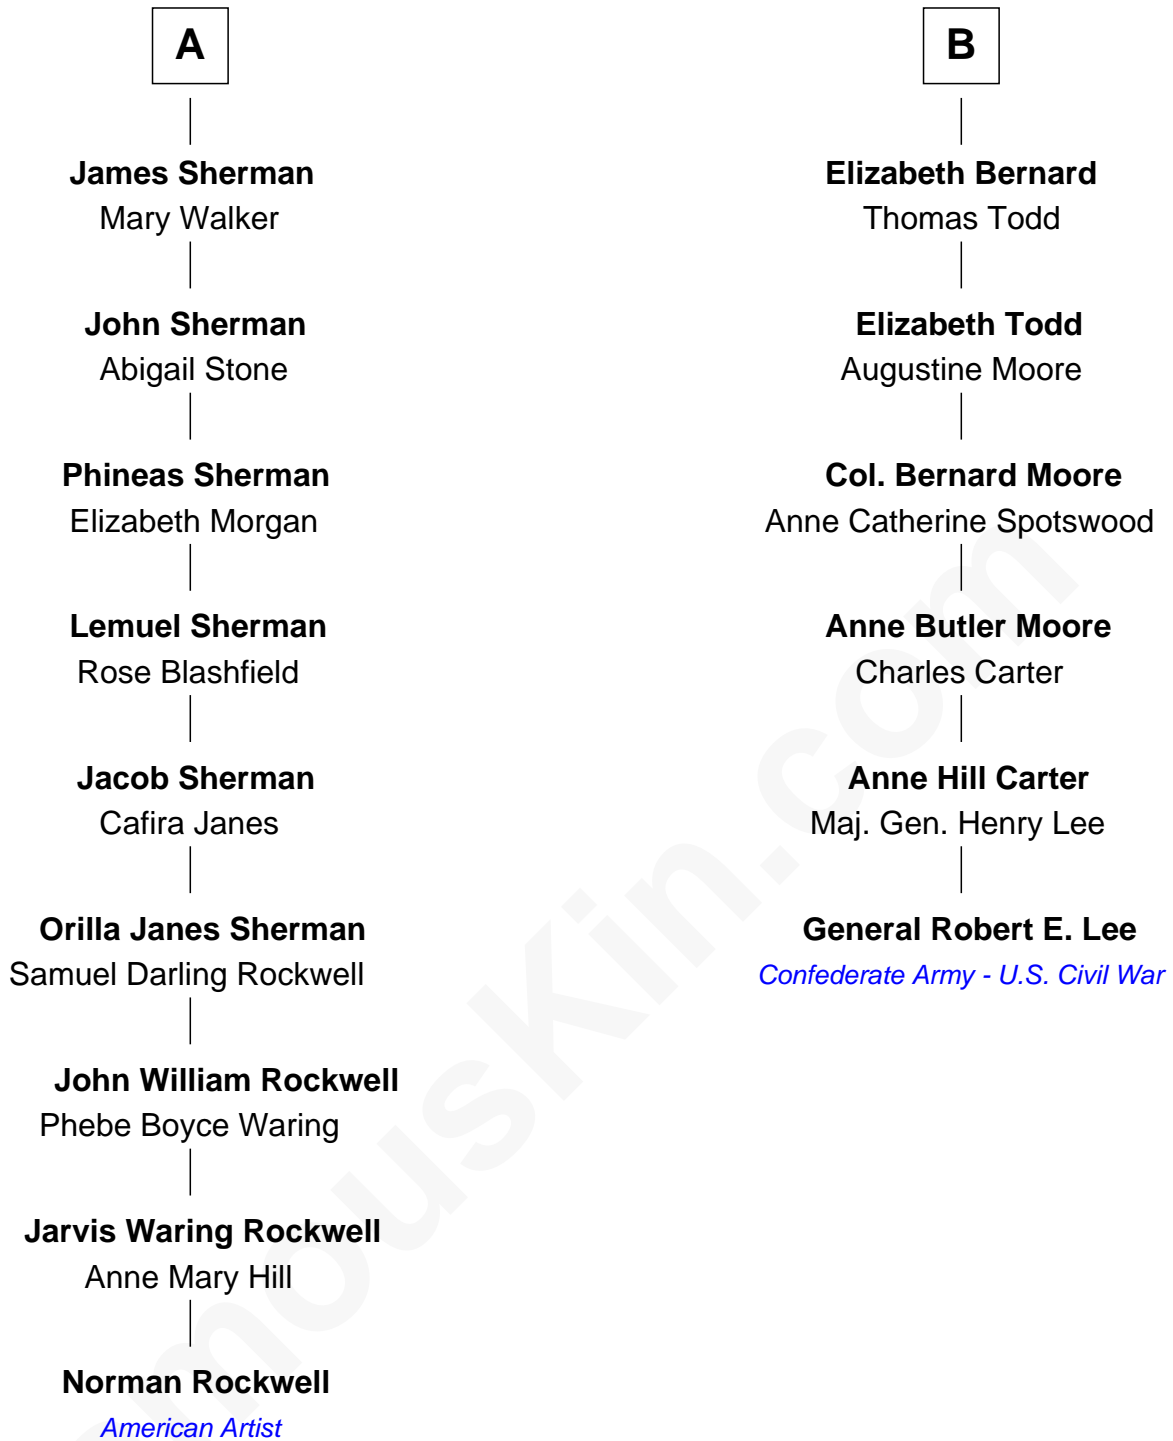 A
James Sherman
Mary Walker
John Sherman
Abigail Stone
Phineas Sherman
Elizabeth Morgan
Lemuel Sherman
Rose Blashfield
Jacob Sherman
Cafira Janes
Orilla Janes Sherman
Samuel Darling Rockwell
John William Rockwell
Phebe Boyce Waring
Jarvis Waring Rockwell
Anne Mary Hill
Norman Rockwell
American Artist
B
Elizabeth Bernard
Thomas Todd
Elizabeth Todd
Augustine Moore
Col. Bernard Moore
Anne Catherine Spotswood
Anne Butler Moore
Charles Carter
Anne Hill Carter
Maj. Gen. Henry Lee
General Robert E. Lee
Confederate Army - U.S. Civil War
mousKin.com